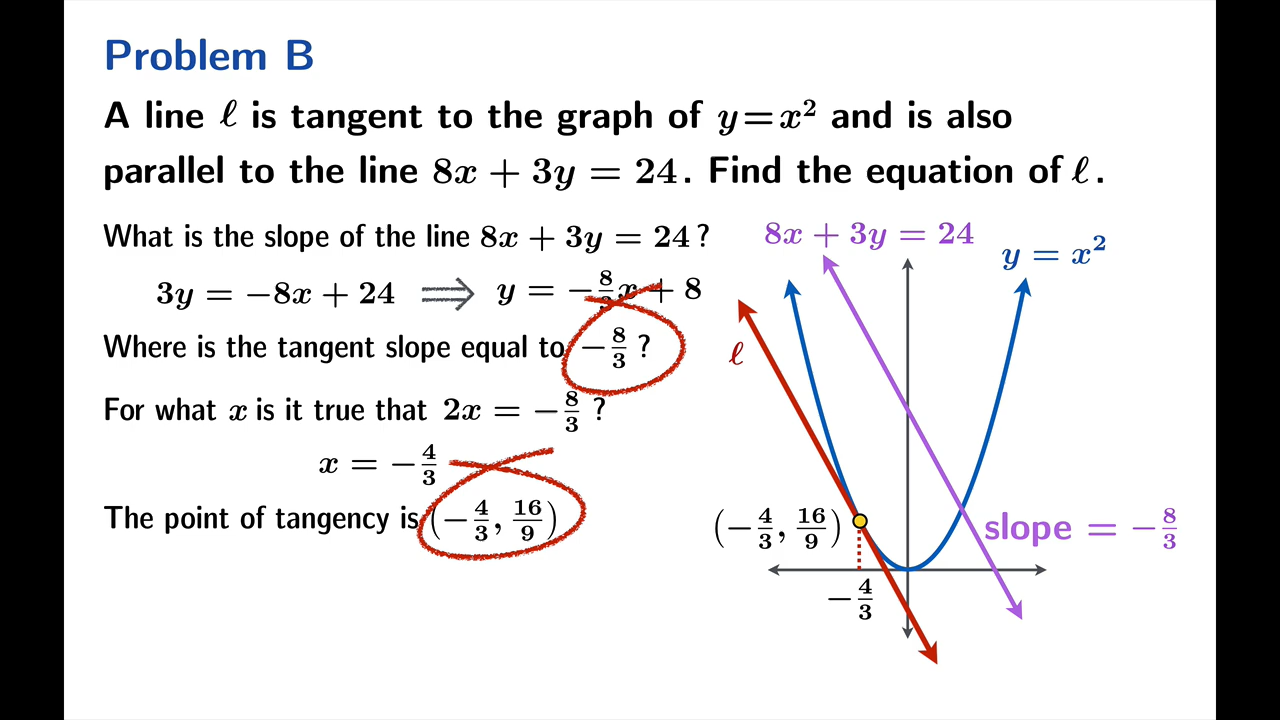 Problem B
A line ℓ is tangent to the graph of y=x² and is also
parallel to the line 8x + 3y = 24. Find the equation of ℓ.
What is the slope of the line 8x + 3y = 24?
3y = −8x + 24 ⟹ y = −8/3x + 8
Where is the tangent slope equal to −8/3?
For what x is it true that 2x = −8/3?
x = −4/3
The point of tangency is (−4/3, 16/9)
8x + 3y = 24
y = x²
ℓ
(−4/3, 16/9)
slope = −8/3
−4/3